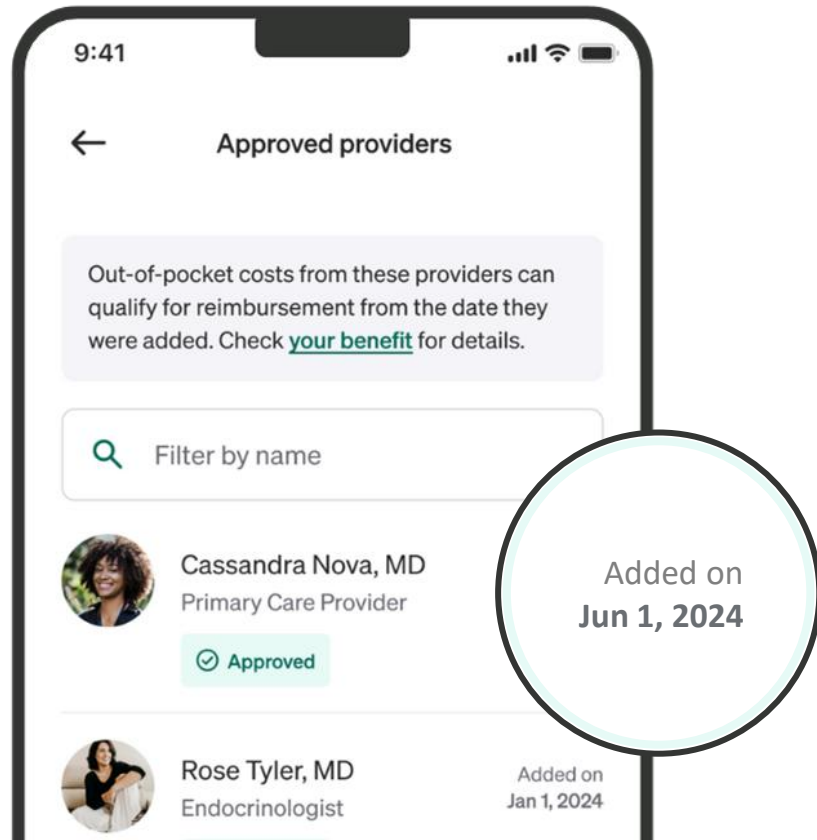 9:41
Approved providers
Out-of-pocket costs from these providers can
qualify for reimbursement from the date they
were added. Check your benefit for details.
Filter by name
Cassandra Nova, MD
Primary Care Provider
Approved
Added on
Jun 1, 2024
Rose Tyler, MD
Endocrinologist
Added on
Jan 1, 2024